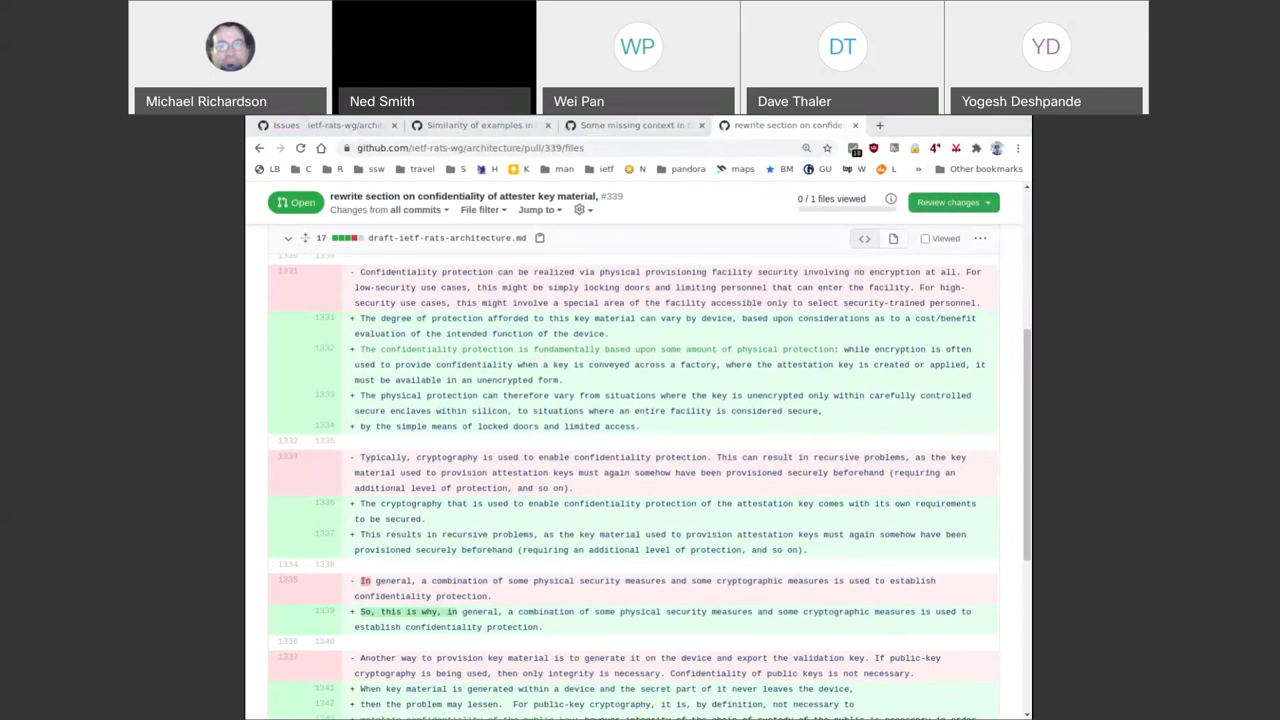 WP
DT
YD
Michael Richardson
Ned Smith
Wei Pan
Dave Thaler
Yogesh Deshpande
Issues · ietf-rats-wg/archit
Similarity of examples in
Some missing context in
rewrite section on confide
github.com/ietf-rats-wg/architecture/pull/339/files
LB
C
R
ssw
travel
S
H
K
man
ietf
N
pandora
maps
BM
GU
W
L
»
Other bookmarks
Open
rewrite section on confidentiality of attester key material, #339
Changes from all commits
File filter
Jump to
0 / 1 files viewed
Review changes
17
draft-ietf-rats-architecture.md
Viewed
1331 - Confidentiality protection can be realized via physical provisioning facility security involving no encryption at all. For
low-security use cases, this might be simply locking doors and limiting personnel that can enter the facility. For high-
security use cases, this might involve a special area of the facility accessible only to select security-trained personnel.
1331 + The degree of protection afforded to this key material can vary by device, based upon considerations as to a cost/benefit
evaluation of the intended function of the device.
1332 + The confidentiality protection is fundamentally based upon some amount of physical protection: while encryption is often
used to provide confidentiality when a key is conveyed across a factory, where the attestation key is created or applied, it
must be available in an unencrypted form.
1333 + The physical protection can therefore vary from situations where the key is unencrypted only within carefully controlled
secure enclaves within silicon, to situations where an entire facility is considered secure,
1334 + by the simple means of locked doors and limited access.
1332 1335
1333 - Typically, cryptography is used to enable confidentiality protection. This can result in recursive problems, as the key
material used to provision attestation keys must again somehow have been provisioned securely beforehand (requiring an
additional level of protection, and so on).
1336 + The cryptography that is used to enable confidentiality protection of the attestation key comes with its own requirements
to be secured.
1337 + This results in recursive problems, as the key material used to provision attestation keys must again somehow have been
provisioned securely beforehand (requiring an additional level of protection, and so on).
1334 1338
1335 - In general, a combination of some physical security measures and some cryptographic measures is used to establish
confidentiality protection.
1339 + So, this is why, in general, a combination of some physical security measures and some cryptographic measures is used to
establish confidentiality protection.
1336 1340
1337 - Another way to provision key material is to generate it on the device and export the validation key. If public-key
cryptography is being used, then only integrity is necessary. Confidentiality of public keys is not necessary.
1341 + When key material is generated within a device and the secret part of it never leaves the device,
1342 + then the problem may lessen. For public-key cryptography, it is, by definition, not necessary to